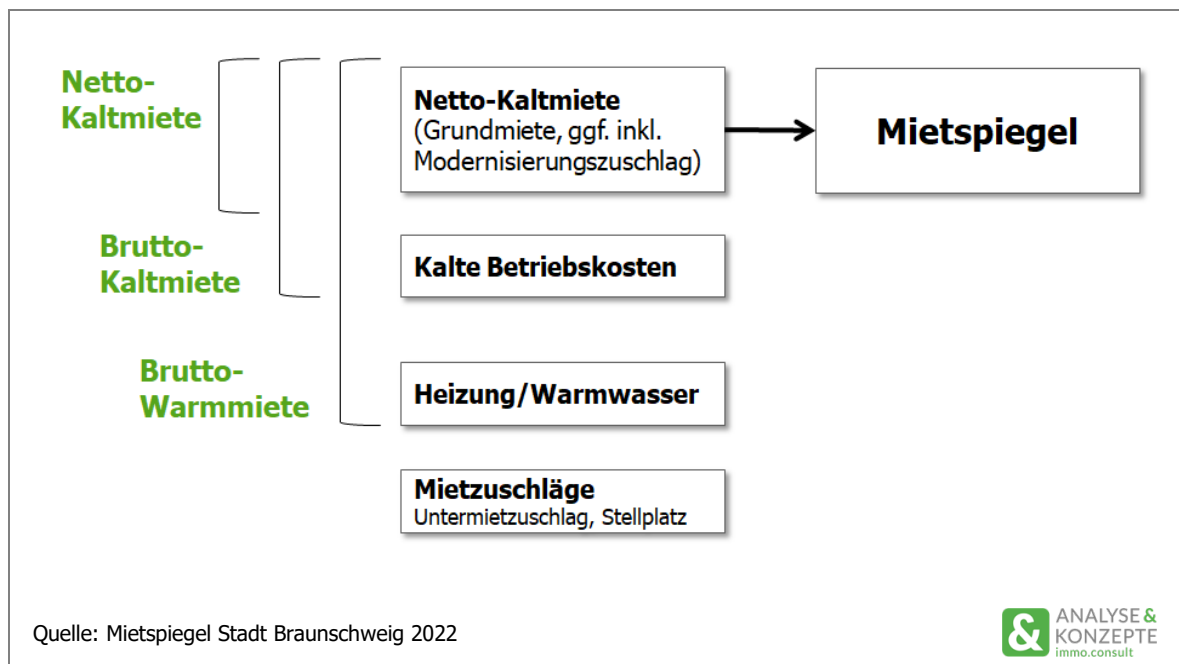 Netto-
Kaltmiete
Netto-Kaltmiete
(Grundmiete, ggf. inkl.
Modernisierungszuschlag)
Mietspiegel
Brutto-
Kaltmiete
Kalte Betriebskosten
Brutto-
Warmmiete
Heizung/Warmwasser
Mietzuschläge
Untermietzuschlag, Stellplatz
Quelle: Mietspiegel Stadt Braunschweig 2022
&
ANALYSE &
KONZEPTE
immo.consult